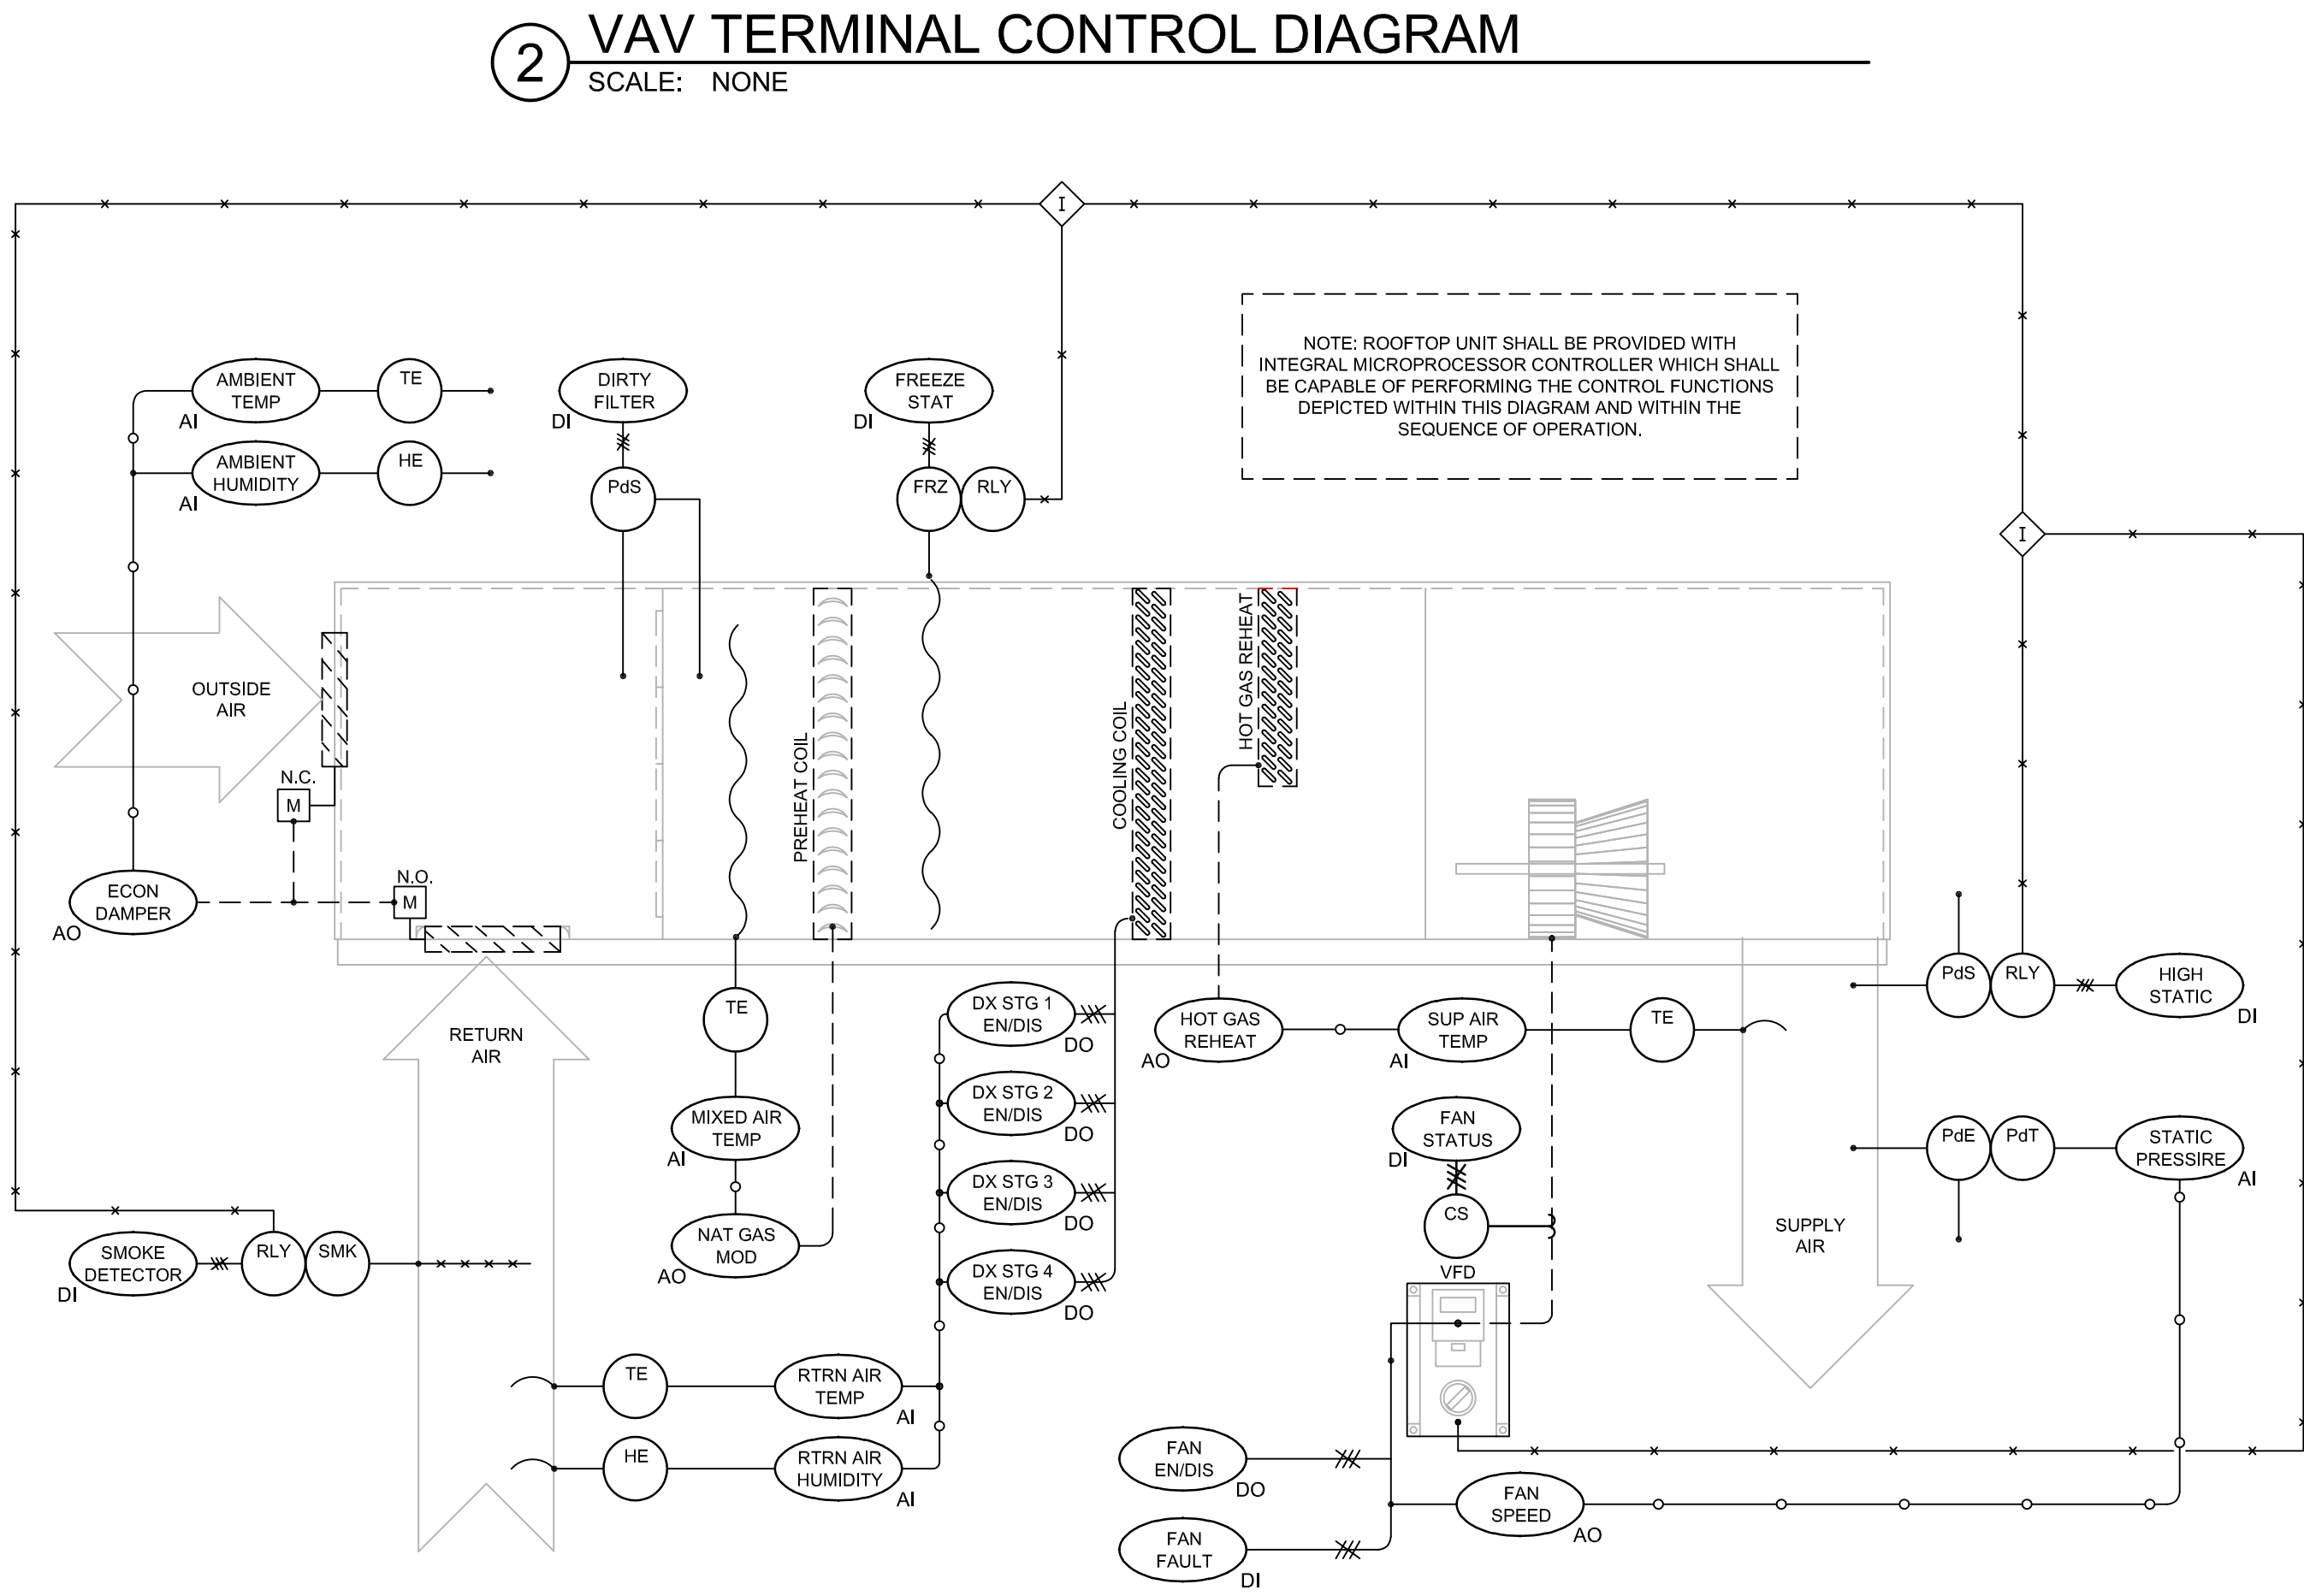 2
VAV TERMINAL CONTROL DIAGRAM
SCALE: NONE
I
NOTE: ROOFTOP UNIT SHALL BE PROVIDED WITH
INTEGRAL MICROPROCESSOR CONTROLLER WHICH SHALL
BE CAPABLE OF PERFORMING THE CONTROL FUNCTIONS
DEPICTED WITHIN THIS DIAGRAM AND WITHIN THE
SEQUENCE OF OPERATION.
AMBIENT
TEMP
AI
TE
DIRTY
FILTER
DI
FREEZE
STAT
DI
AMBIENT
HUMIDITY
AI
HE
PdS
FRZ
RLY
I
OUTSIDE
AIR
N.C.
M
PREHEAT COIL
COOLING COIL
HOT GAS REHEAT
ECON
DAMPER
AO
N.O.
M
RETURN
AIR
TE
DX STG 1
EN/DIS
DO
HOT GAS
REHEAT
AO
SUP AIR
TEMP
AI
TE
PdS
RLY
HIGH
STATIC
DI
MIXED AIR
TEMP
AI
DX STG 2
EN/DIS
DO
FAN
STATUS
DI
PdE
PdT
STATIC
PRESSIRE
AI
DX STG 3
EN/DIS
DO
CS
SUPPLY
AIR
SMOKE
DETECTOR
DI
RLY
SMK
NAT GAS
MOD
AO
DX STG 4
EN/DIS
DO
VFD
TE
RTRN AIR
TEMP
AI
HE
RTRN AIR
HUMIDITY
AI
FAN
EN/DIS
DO
FAN
SPEED
AO
FAN
FAULT
DI